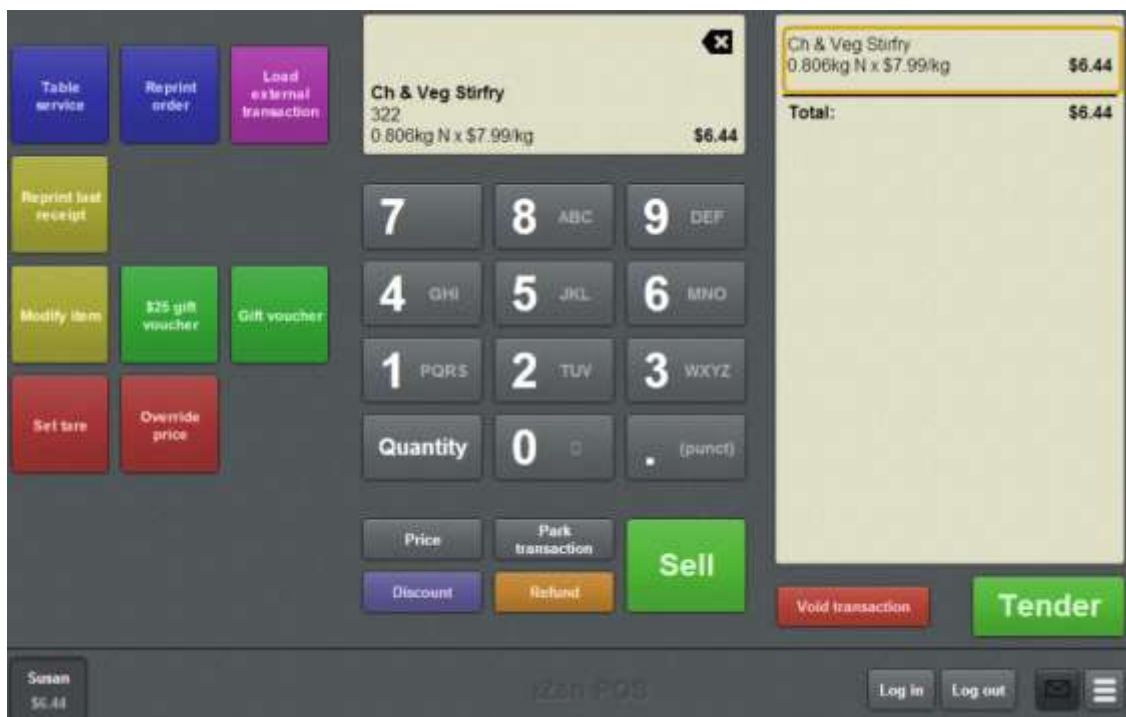 Table
service
Reprint
order
Load
external
transaction
Reprint last
receipt
Modify item
$25 gift
voucher
Gift voucher
Set tare
Override
price
Ch & Veg Stirfry
322
0.806kg N x $7.99/kg $6.44
7
8 ABC
9 DEF
4 GHI
5 JKL
6 MNO
1 PQRS
2 TUV
3 WXYZ
Quantity
0
. (punct)
Price
Park
transaction
Discount
Refund
Sell
Ch & Veg Stirfry
0.806kg N x $7.99/kg $6.44
Total: $6.44
Void transaction
Tender
Susan
$6.44
POS
Log in
Log out